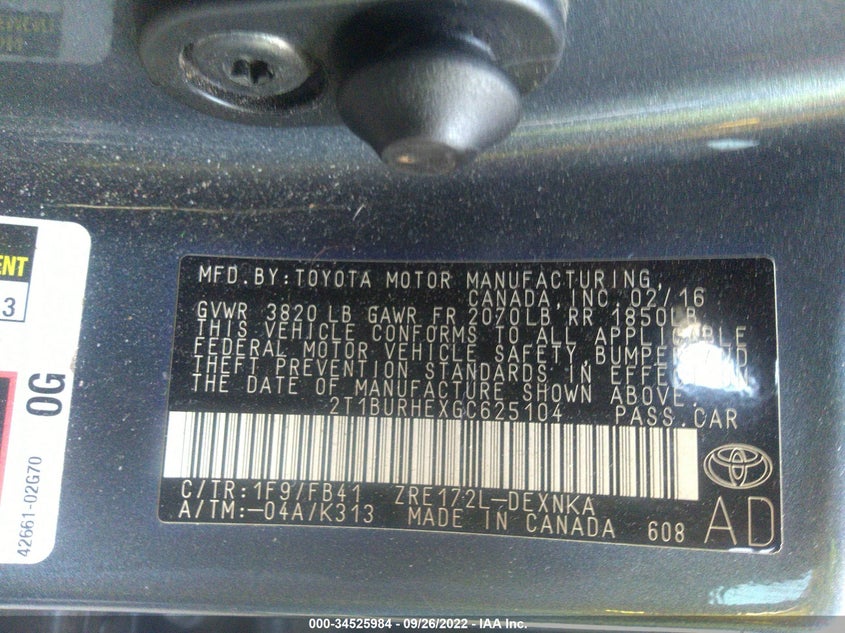 MFD.BY:TOYOTA MOTOR MANUFACTURING,
CANADA,INC. 02/16
GVWR 3820 LB GAWR FR 2070LB RR 1850LB
THIS VEHICLE CONFORMS TO ALL APPLICABLE
FEDERAL MOTOR VEHICLE SAFETY BUMPER AND
THEFT PREVENTION STANDARDS IN EFFECT ON
THE DATE OF MANUFACTURE SHOWN ABOVE.
2T1BURHEXGC625104 PASS.CAR
C/TR:1F9/FB41 ZRE172L-DEXNKA
A/TM:-04A/K313 MADE IN CANADA 608
AD
3
OG
42661-02G70
000-34525984 - 09/26/2022 - IAA Inc.